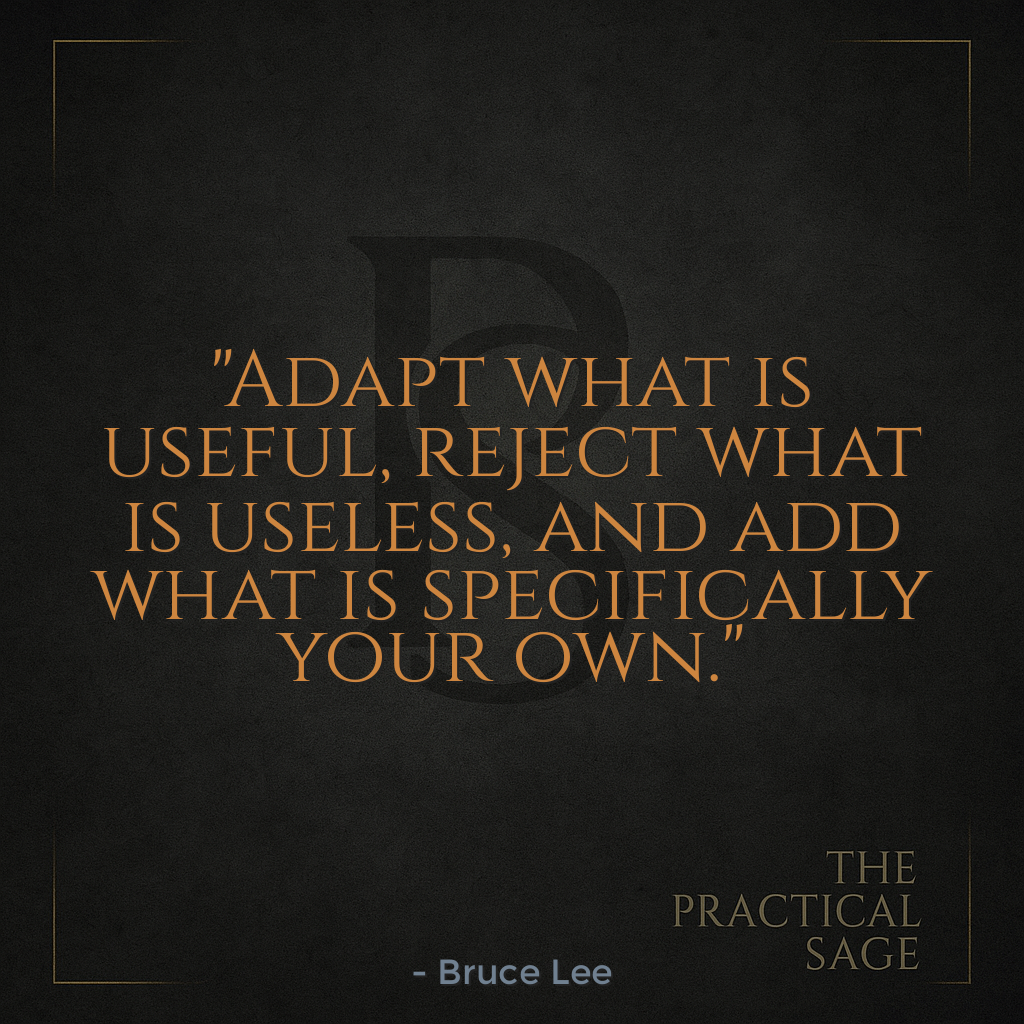 "Adapt what is
useful, reject what
is useless, and add
what is specifically
your own."
THE
PRACTICAL
SAGE
- Bruce Lee